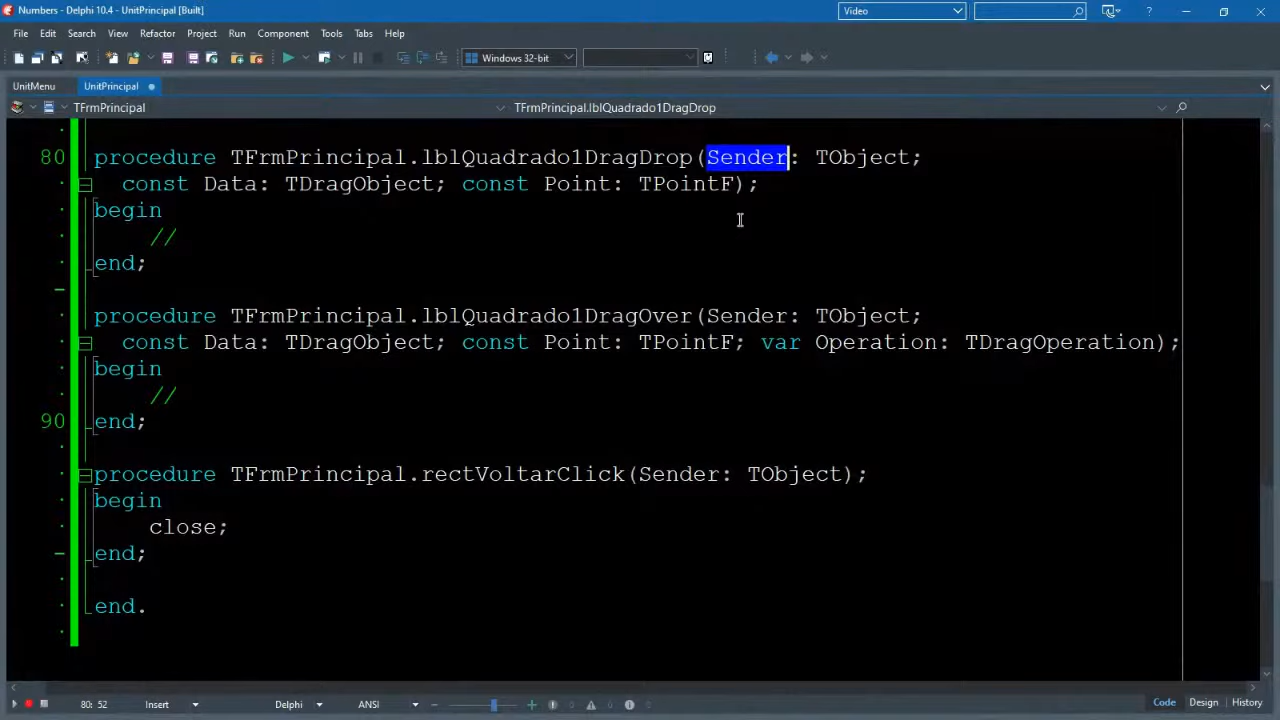 Numbers - Delphi 10.4 - UnitPrincipal [Built]
Video
File Edit Search View Refactor Project Run Component Tools Tabs Help
Windows 32-bit
UnitMenu UnitPrincipal
TFrmPrincipal TFrmPrincipal.lblQuadrado1DragDrop
80 procedure TFrmPrincipal.lblQuadrado1DragDrop(Sender: TObject;
const Data: TDragObject; const Point: TPointF);
begin
//
end;
procedure TFrmPrincipal.lblQuadrado1DragOver(Sender: TObject;
const Data: TDragObject; const Point: TPointF; var Operation: TDragOperation);
begin
//
90 end;
procedure TFrmPrincipal.rectVoltarClick(Sender: TObject);
begin
close;
end;
end.
80: 52 Insert Delphi ANSI 0 0 0 Code Design History